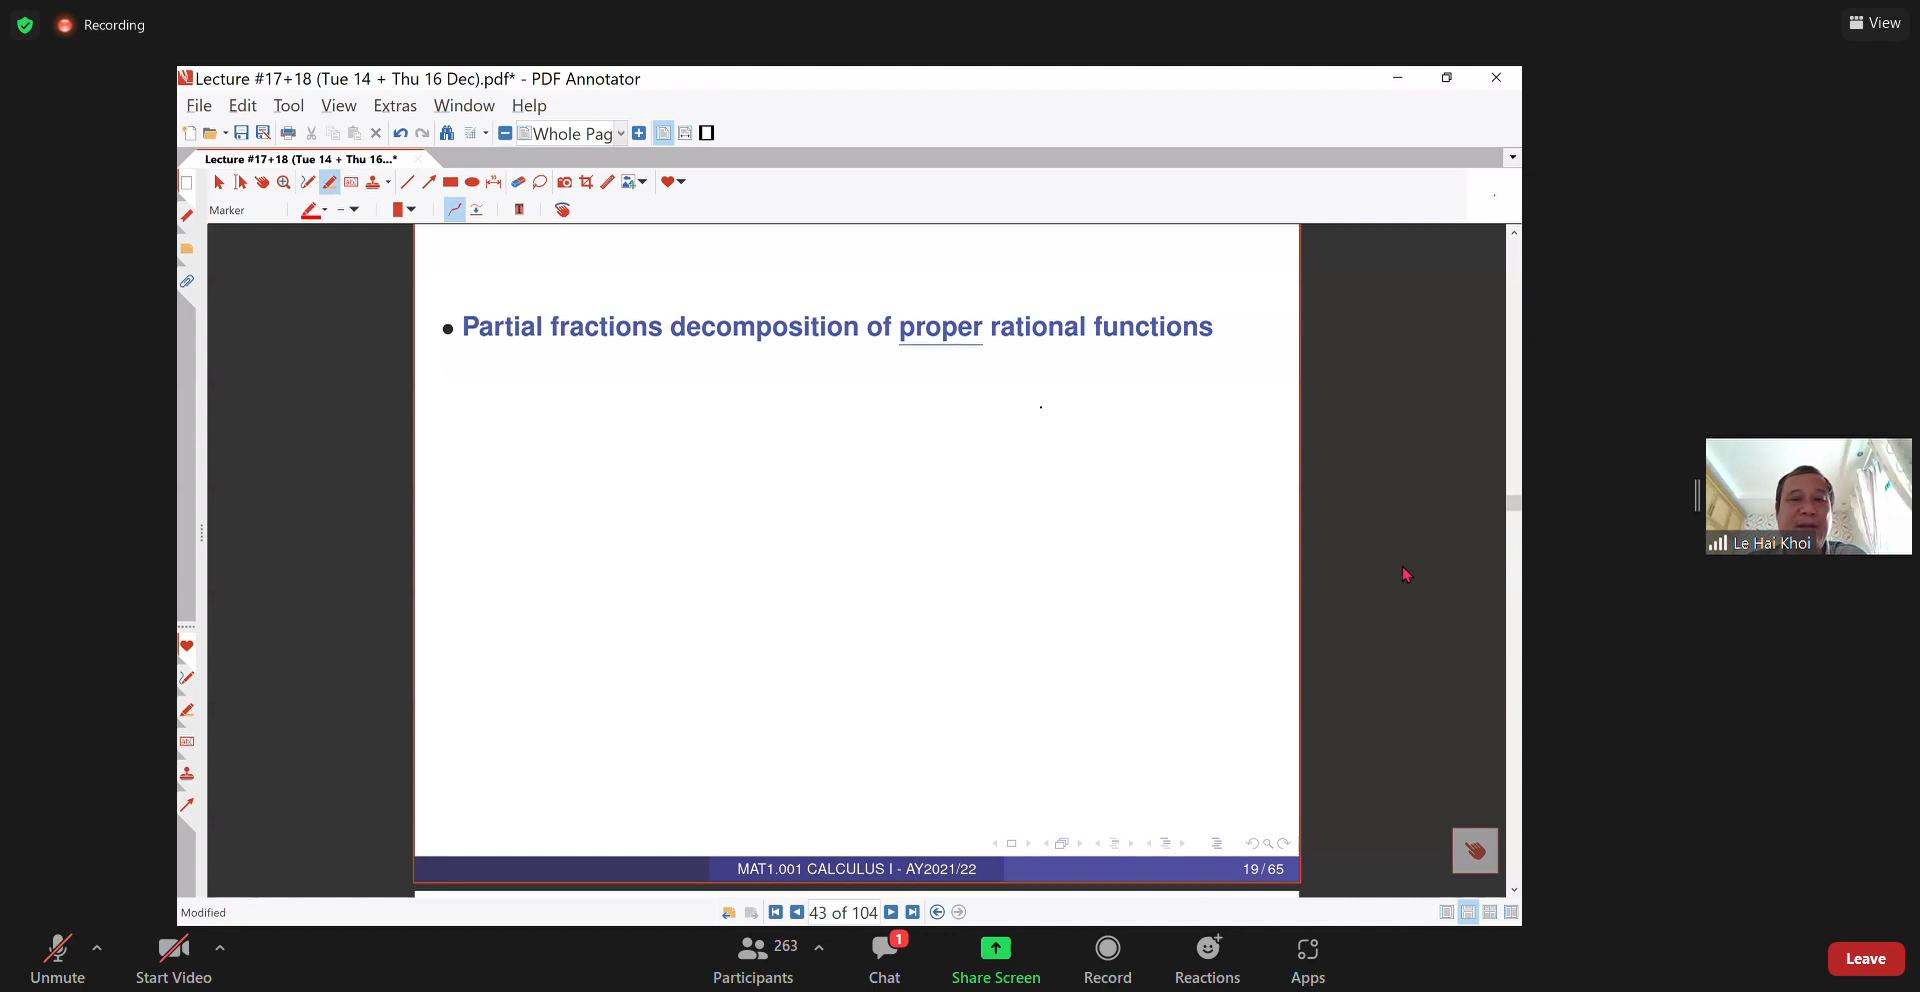 Recording
View
Lecture #17+18 (Tue 14 + Thu 16 Dec).pdf* - PDF Annotator
File Edit Tool View Extras Window Help
Whole Pag
Lecture #17+18 (Tue 14 + Thu 16...*
Marker
• Partial fractions decomposition of proper rational functions
Le Hai Khoi
MAT1.001 CALCULUS I - AY2021/22 19/65
Modified
43 of 104
263
1
Unmute Start Video Participants Chat Share Screen Record Reactions Apps Leave